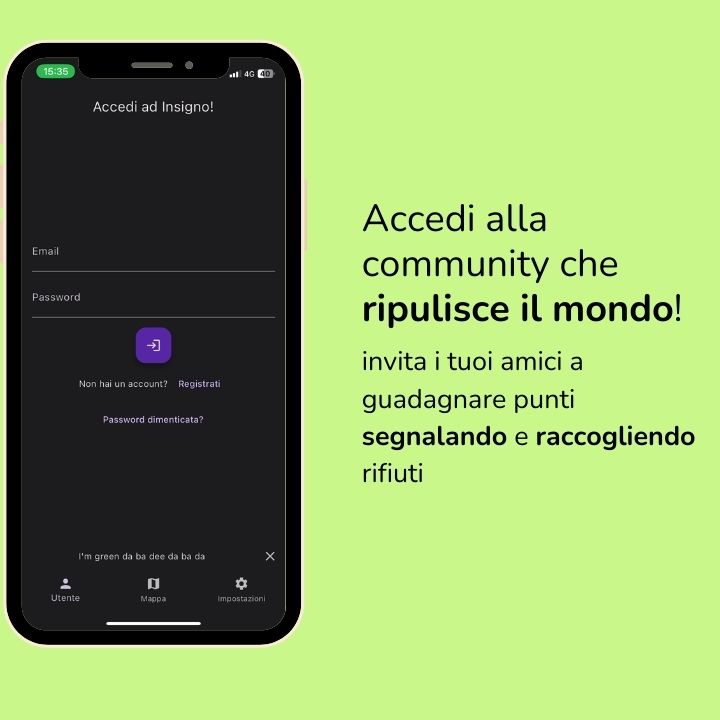 15:35
4G 40
Accedi ad Insigno!
Email
Password
Non hai un account? Registrati
Password dimenticata?
I'm green da ba dee da ba da
Utente Mappa Impostazioni
Accedi alla
community che
ripulisce il mondo!
invita i tuoi amici a
guadagnare punti
segnalando e raccogliendo
rifiuti